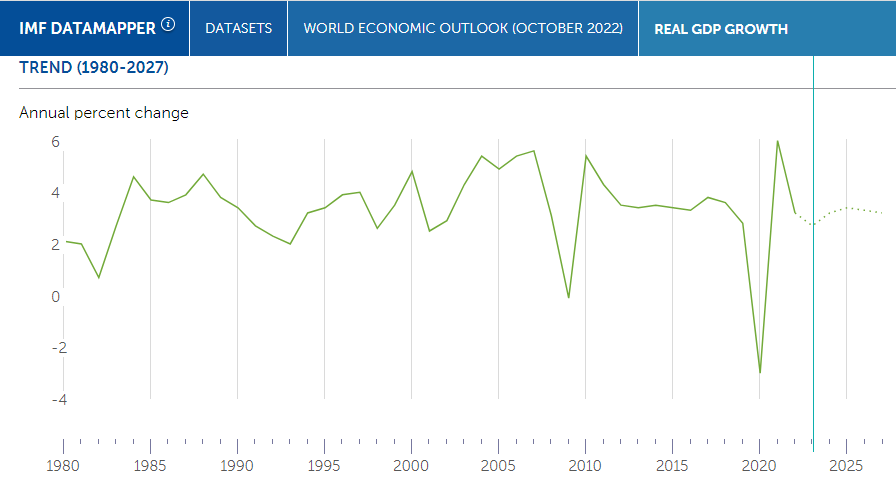 IMF DATAMAPPER i DATASETS WORLD ECONOMIC OUTLOOK (OCTOBER 2022) REAL GDP GROWTH
TREND (1980-2027)
Annual percent change
6
4
2
0
-2
-4
1980 1985 1990 1995 2000 2005 2010 2015 2020 2025